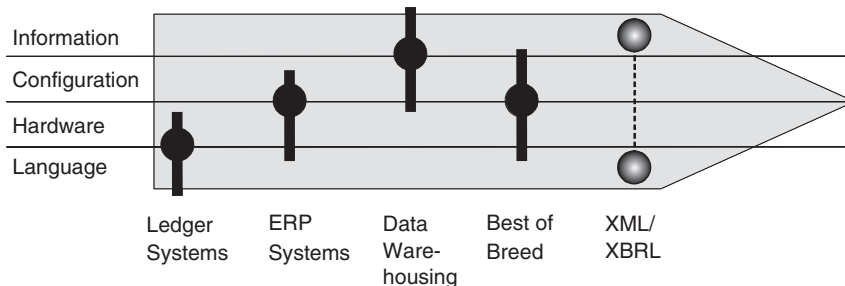 Information
Configuration
Hardware
Language
Ledger
Systems
ERP
Systems
Data
Ware-
housing
Best of
Breed
XML/
XBRL